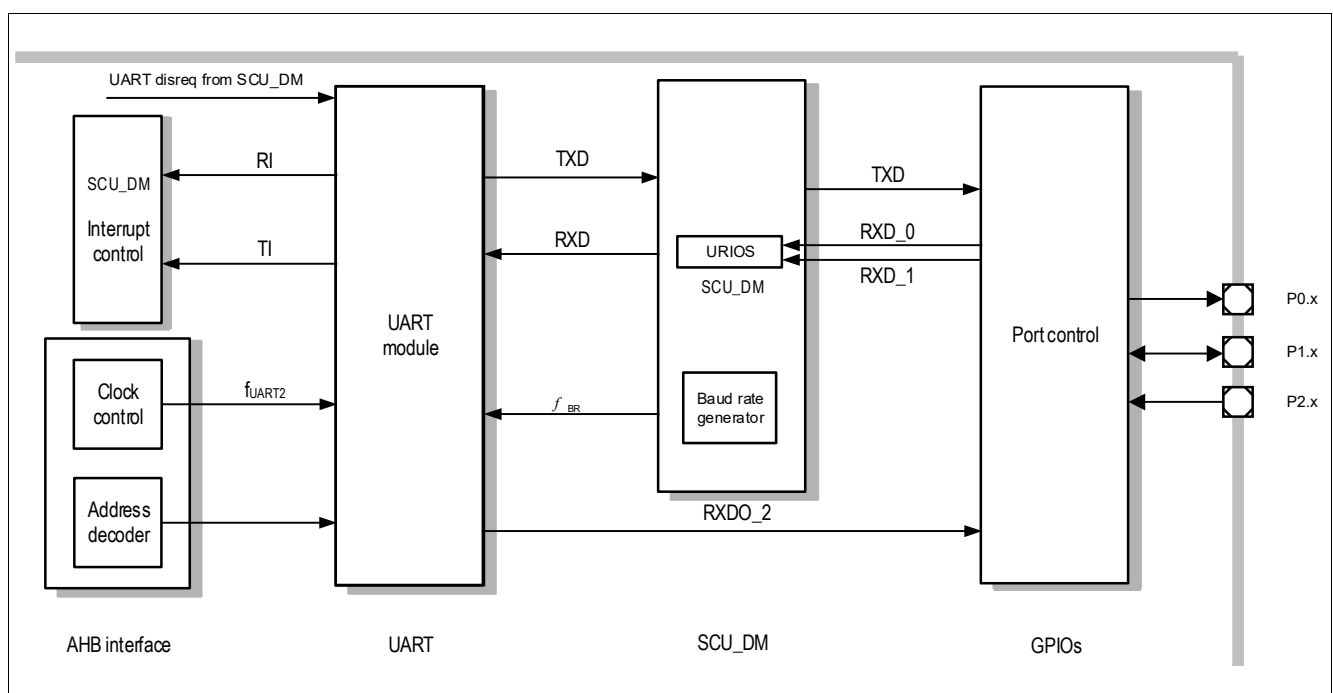 UART disreq from SCU_DM
SCU_DM
Interrupt
control
RI
TI
Clock
control
fUART2
Address
decoder
UART
module
TXD
RXD
f BR
RXDO_2
URIOS
SCU_DM
Baud rate
generator
TXD
RXD_0
RXD_1
Port control
P0.x
P1.x
P2.x
AHB interface
UART
SCU_DM
GPIOs